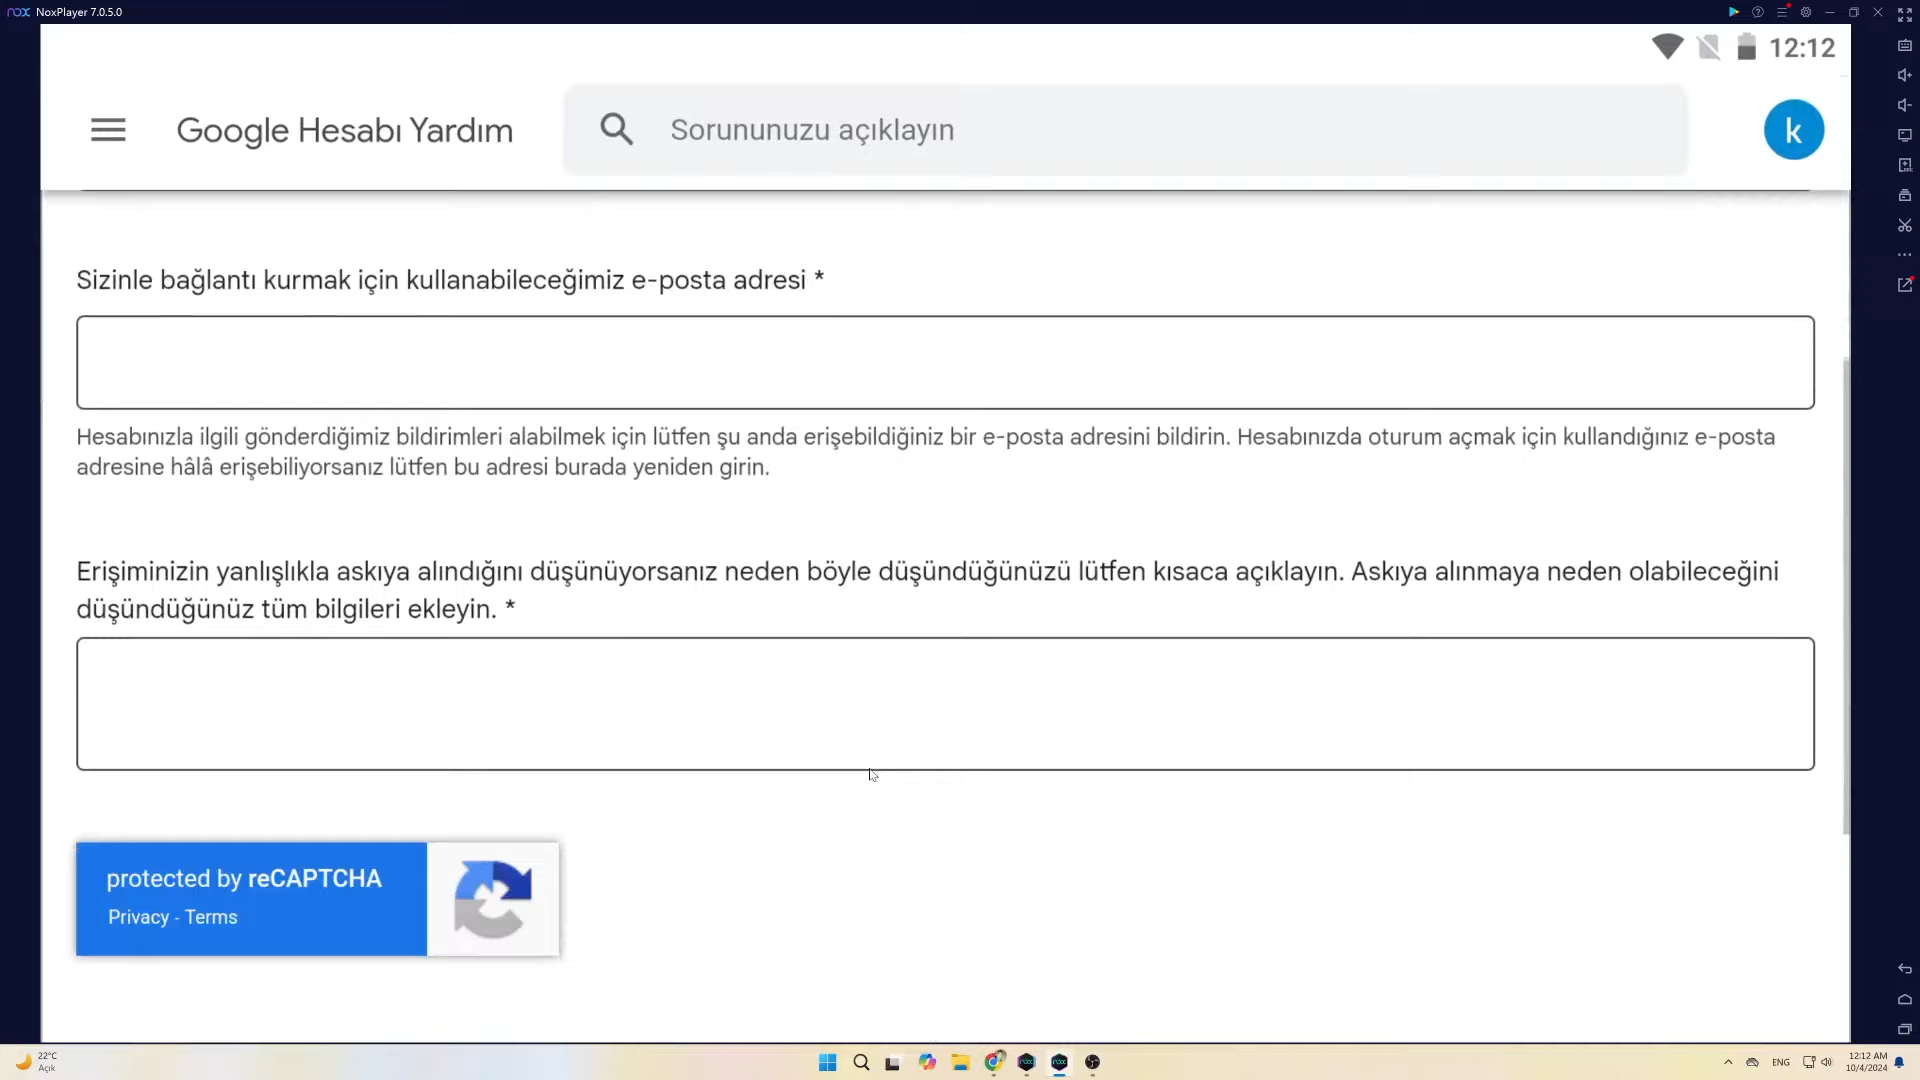 nox NoxPlayer 7.0.5.0
12:12
Google Hesabı Yardım
Sorununuzu açıklayın
k
Sizinle bağlantı kurmak için kullanabileceğimiz e-posta adresi *
Hesabınızla ilgili gönderdiğimiz bildirimleri alabilmek için lütfen şu anda erişebildiğiniz bir e-posta adresini bildirin. Hesabınızda oturum açmak için kullandığınız e-posta
adresine hâlâ erişebiliyorsanız lütfen bu adresi burada yeniden girin.
Erişiminizin yanlışlıkla askıya alındığını düşünüyorsanız neden böyle düşündüğünüzü lütfen kısaca açıklayın. Askıya alınmaya neden olabileceğini
düşündüğünüz tüm bilgileri ekleyin. *
protected by reCAPTCHA
Privacy - Terms
22°C
Açık
ENG
12:12 AM
10/4/2024